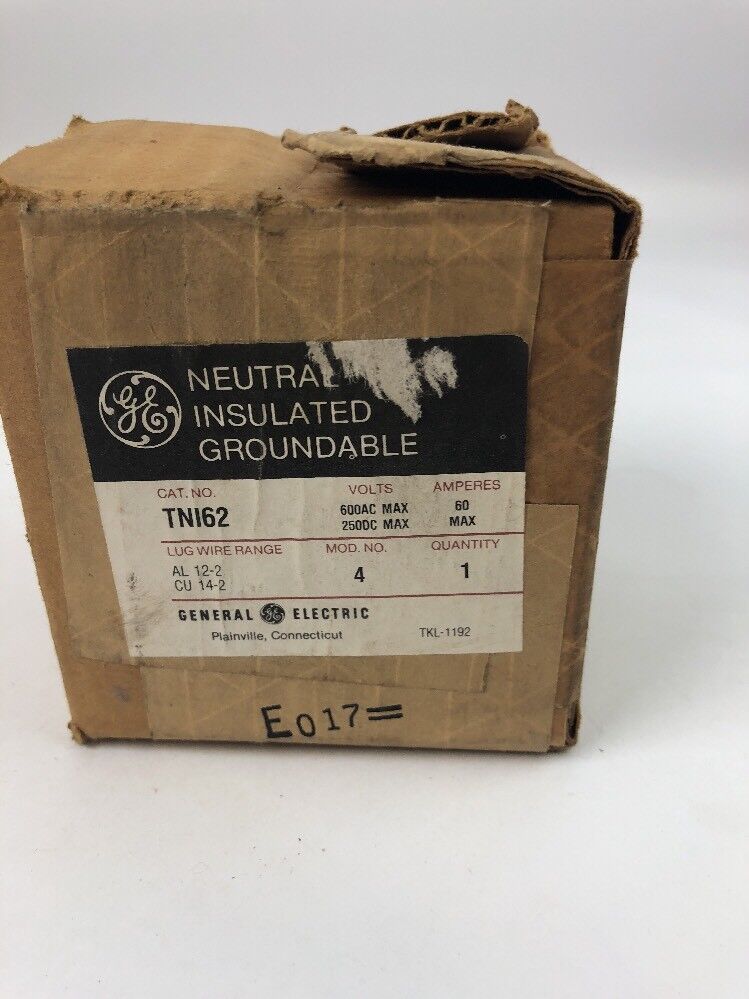 GE NEUTRAL
INSULATED
GROUNDABLE
CAT. NO. VOLTS AMPERES
TNI62 600AC MAX 60
250DC MAX MAX
LUG WIRE RANGE MOD. NO. QUANTITY
AL 12-2 4 1
CU 14-2
GENERAL GE ELECTRIC
Plainville, Connecticut TKL-1192
E017=